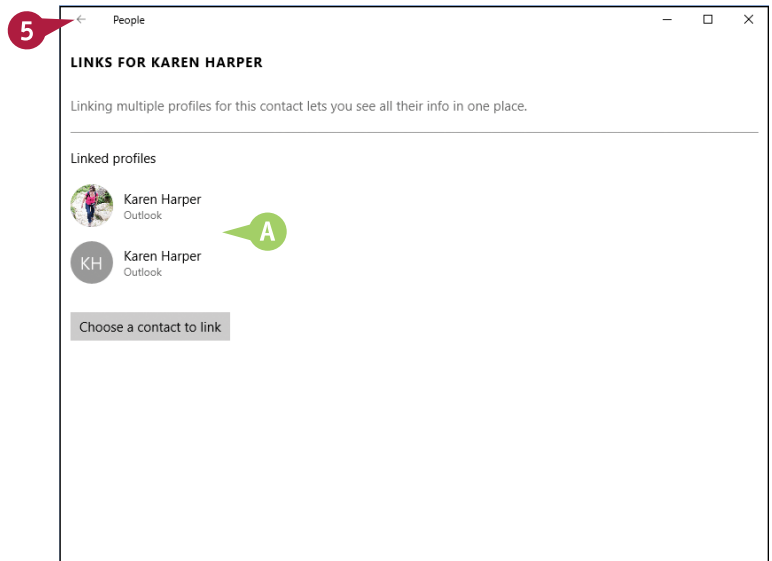 5
People
LINKS FOR KAREN HARPER
Linking multiple profiles for this contact lets you see all their info in one place.
Linked profiles
Karen Harper
Outlook
A
KH
Karen Harper
Outlook
Choose a contact to link